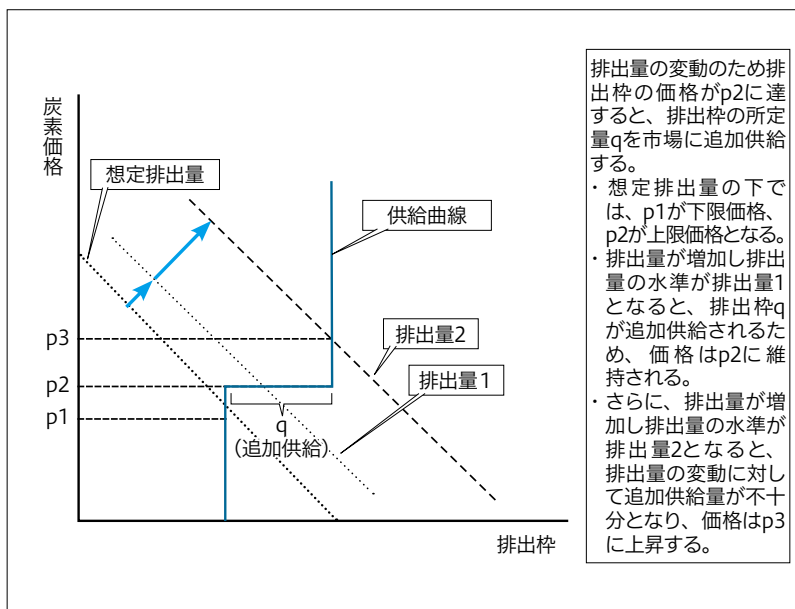 炭素価格
想定排出量
供給曲線
p3
排出量2
p2
排出量1
p1
q
（追加供給）
排出枠
排出量の変動のため排
出枠の価格がp2に達
すると、排出枠の所定
量qを市場に追加供給
する。
・想定排出量の下で
は、p1が下限価格、
p2が上限価格となる。
・排出量が増加し排出
量の水準が排出量1
となると、排出枠q
が追加供給されるた
め、価格はp2に維
持される。
・さらに、排出量が増
加し排出量の水準が
排出量2となると、
排出量の変動に対し
て追加供給量が不十
分となり、価格はp3
に上昇する。